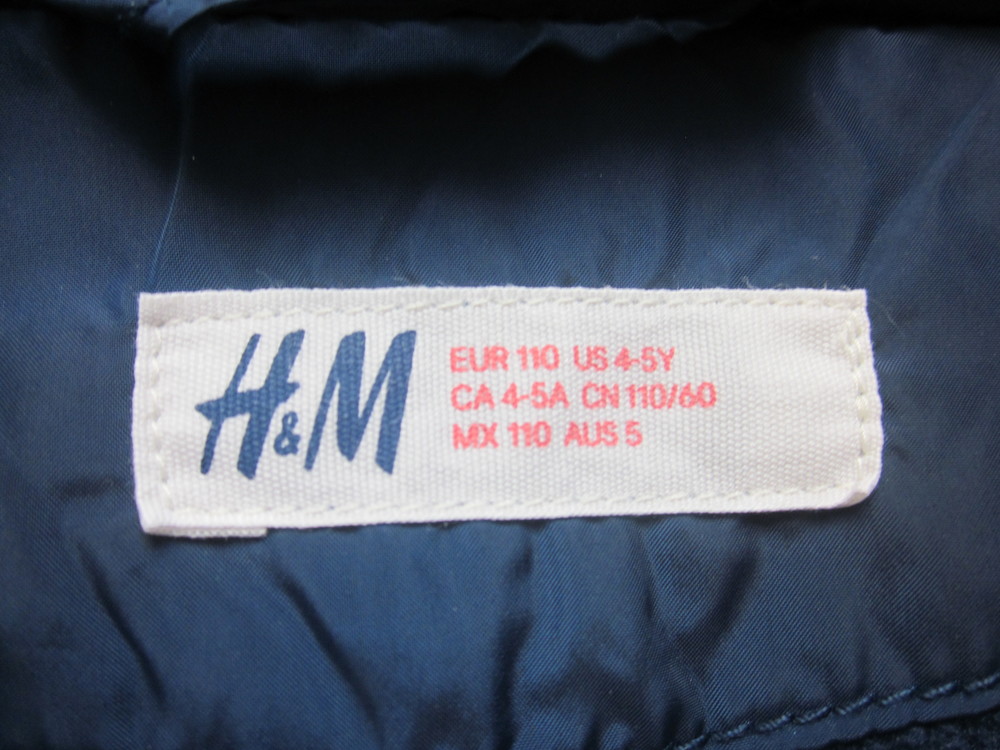 H&M
EUR 110 US 4-5Y
CA 4-5A CN 110/60
MX 110 AUS 5